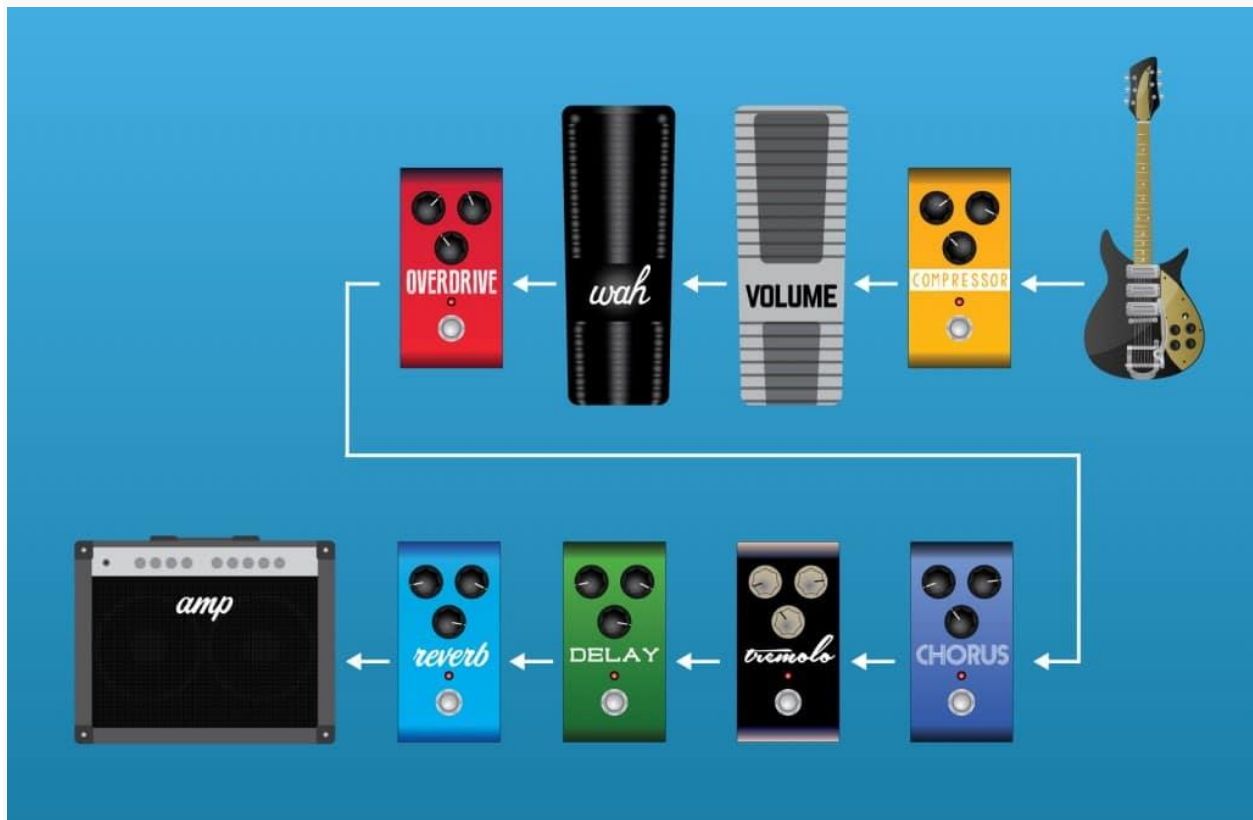 OVERDRIVE
wah
VOLUME
COMPRESSOR
amp
reverb
DELAY
tremolo
CHORUS